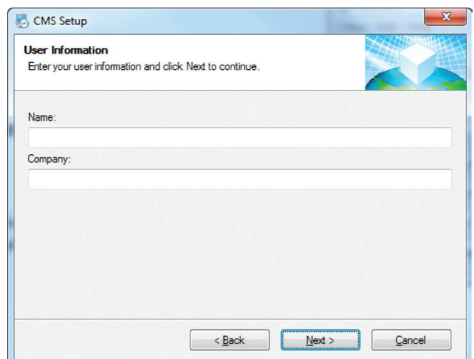 CMS Setup
User Information
Enter your user information and click Next to continue.
Name:
Company:
< Back
Next >
Cancel